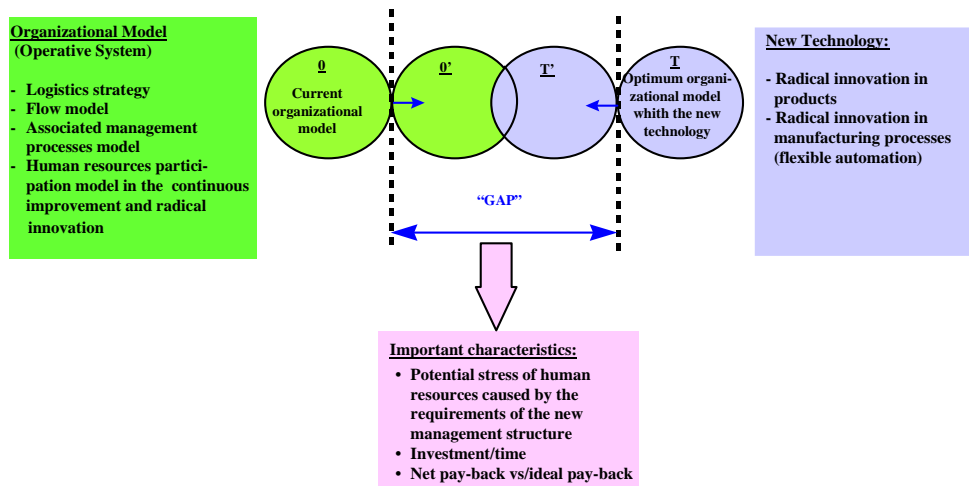 Organizational Model
(Operative System)
- Logistics strategy
- Flow model
- Associated management
processes model
- Human resources partici-
pation model in the continuous
improvement and radical
innovation
0
Current
organizational
model
0'
T'
T
Optimum organi-
zational model
whith the new
technology
"GAP"
New Technology:
- Radical innovation in
products
- Radical innovation in
manufacturing processes
(flexible automation)
Important characteristics:
• Potential stress of human
resources caused by the
requirements of the new
management structure
• Investment/time
• Net pay-back vs/ideal pay-back